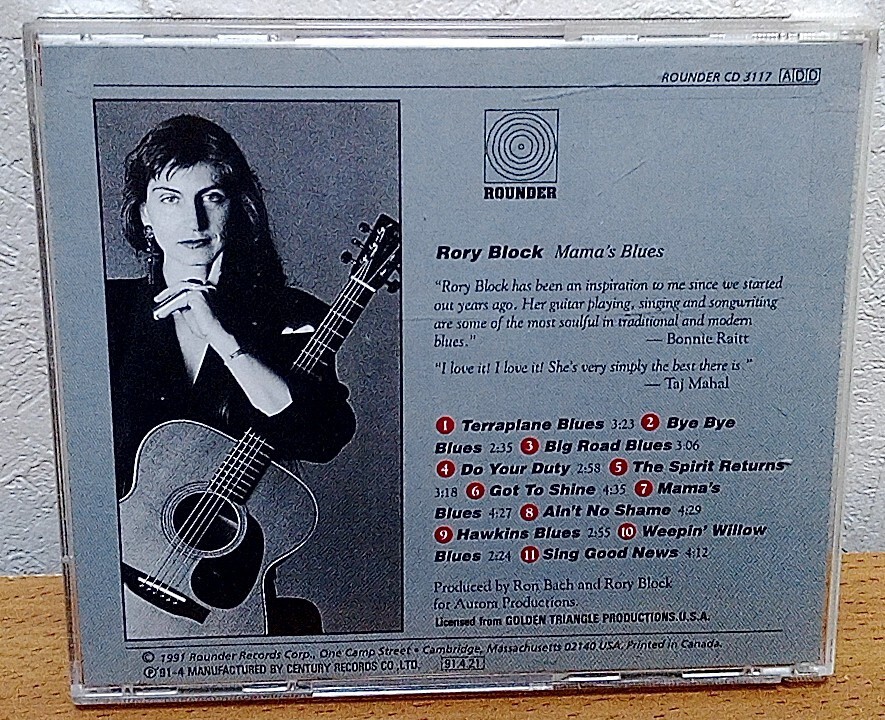 ROUNDER CD 3117 ADD
ROUNDER
Rory Block Mama's Blues
"Rory Block has been an inspiration to me since we started
out years ago. Her guitar playing, singing and songwriting
are some of the most soulful in traditional and modern
blues." — Bonnie Raitt
"I love it! I love it! She's very simply the best there is."
— Taj Mahal
1 Terraplane Blues 3:23 2 Bye Bye
Blues 2:35 3 Big Road Blues 3:06
4 Do Your Duty 2:58 5 The Spirit Returns
3:18 6 Got To Shine 4:35 7 Mama's
Blues 4:27 8 Ain't No Shame 4:29
9 Hawkins Blues 2:55 10 Weepin' Willow
Blues 2:24 11 Sing Good News 4:12
Produced by Ron Bach and Rory Block
for Aurora Productions.
Licensed from GOLDEN TRIANGLE PRODUCTIONS.U.S.A.
© 1991 Rounder Records Corp., One Camp Street • Cambridge, Massachusetts 02140 USA. Printed in Canada.
Ⓟ91-4 MANUFACTURED BY CENTURY RECORDS CO.,LTD. 91.4.21